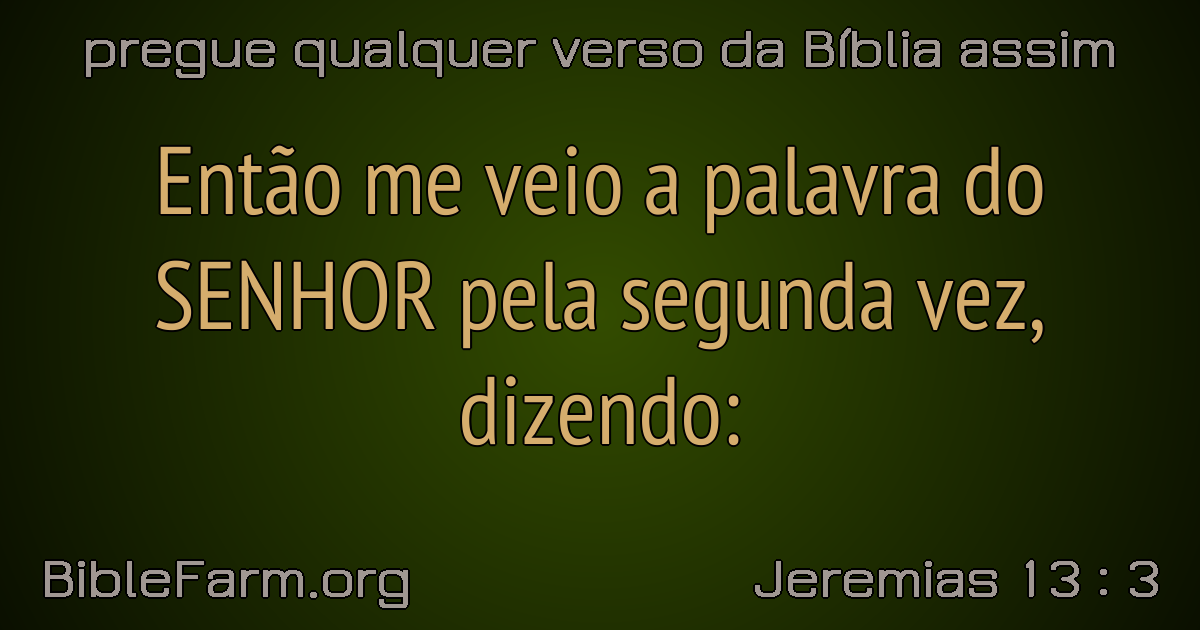 pregue qualquer verso da Bíblia assim
Então me veio a palavra do
SENHOR pela segunda vez,
dizendo:
BibleFarm.org
Jeremias 13 : 3